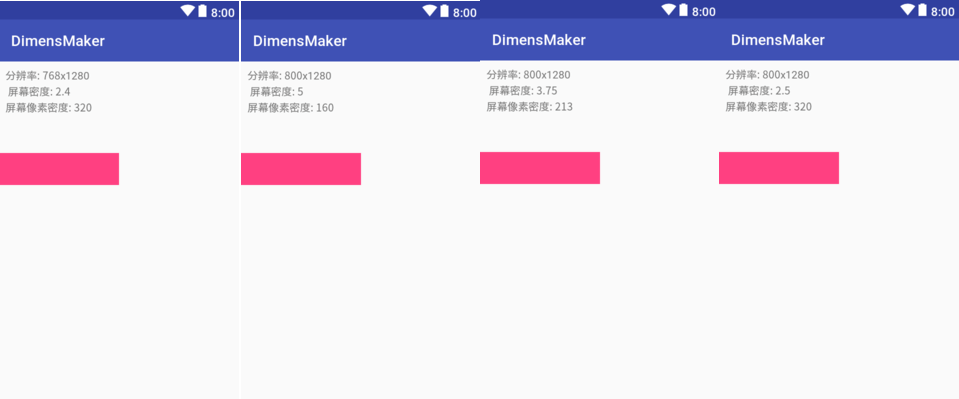 8:00
DimensMaker
分辨率: 768x1280
屏幕密度: 2.4
屏幕像素密度: 320
8:00
DimensMaker
分辨率: 800x1280
屏幕密度: 5
屏幕像素密度: 160
8:00
DimensMaker
分辨率: 800x1280
屏幕密度: 3.75
屏幕像素密度: 213
8:00
DimensMaker
分辨率: 800x1280
屏幕密度: 2.5
屏幕像素密度: 320